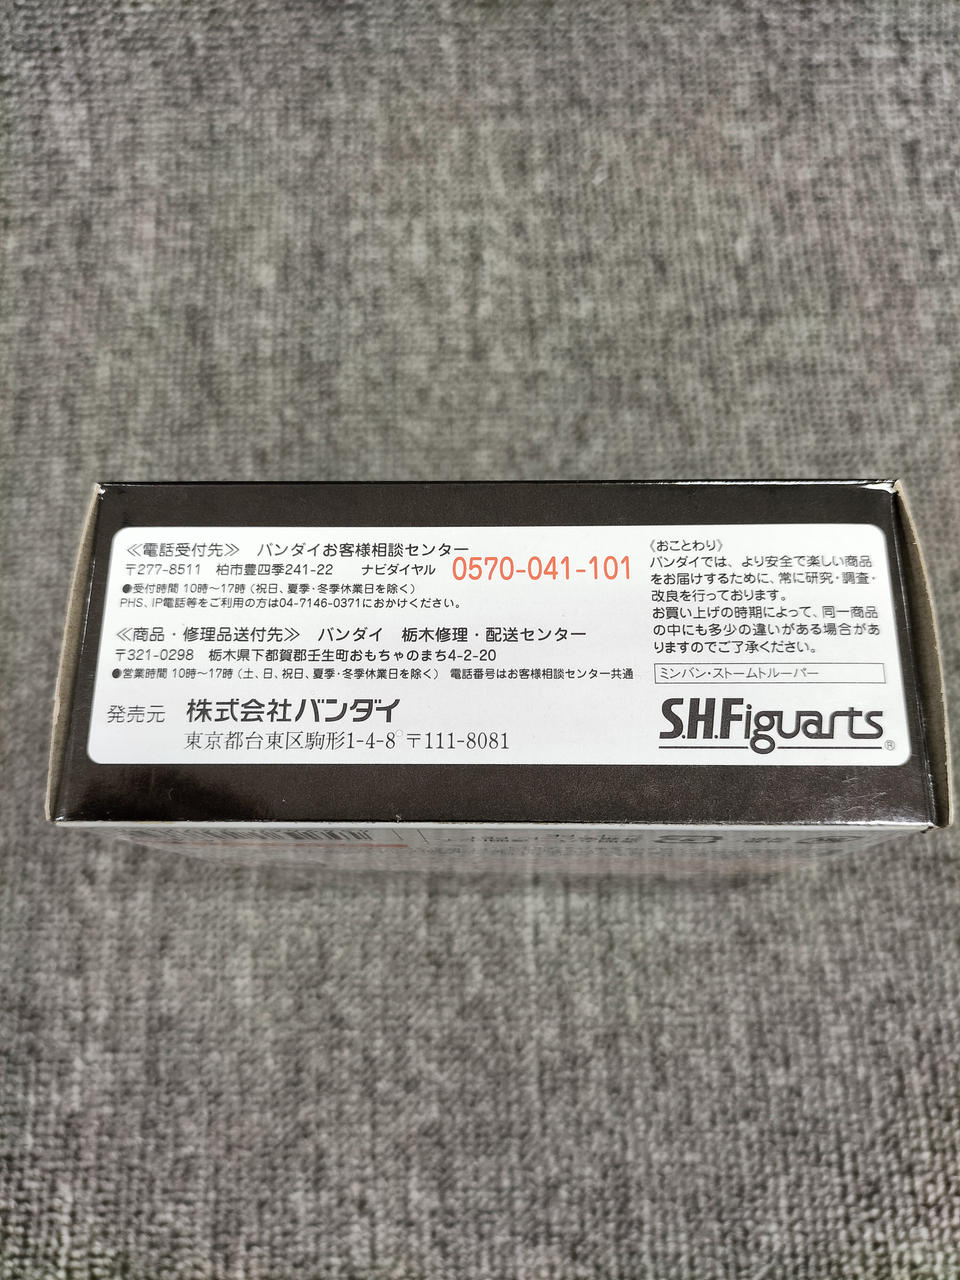 ≪電話受付先≫ バンダイお客様相談センター
〒277-8511 柏市豊四季241-22 ナビダイヤル 0570-041-101
●受付時間 10時～17時（祝日、夏季・冬季休業日を除く）
PHS、IP電話等をご利用の方は04-7146-0371におかけください。
≪商品・修理品送付先≫ バンダイ 栃木修理・配送センター
〒321-0298 栃木県下都賀郡壬生町おもちゃのまち4-2-20
●営業時間 10時～17時（土、日、祝日、夏季・冬季休業日を除く） 電話番号はお客様相談センター共通
発売元 株式会社バンダイ
東京都台東区駒形1-4-8 〒111-8081
《おことわり》
バンダイでは、より安全で楽しい商品
をお届けするために、常に研究・調査・
改良を行っております。
お買い上げの時期によって、同一商品
の中にも多少の違いがある場合があ
りますのでご了承ください。
ミンバン・ストームトルーパー
S.H.Figuarts®